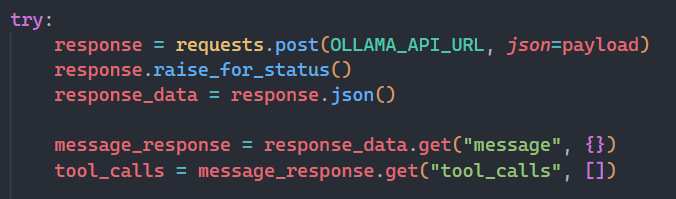 try:
    response = requests.post(OLLAMA_API_URL, json=payload)
    response.raise_for_status()
    response_data = response.json()

    message_response = response_data.get("message", {})
    tool_calls = message_response.get("tool_calls", [])